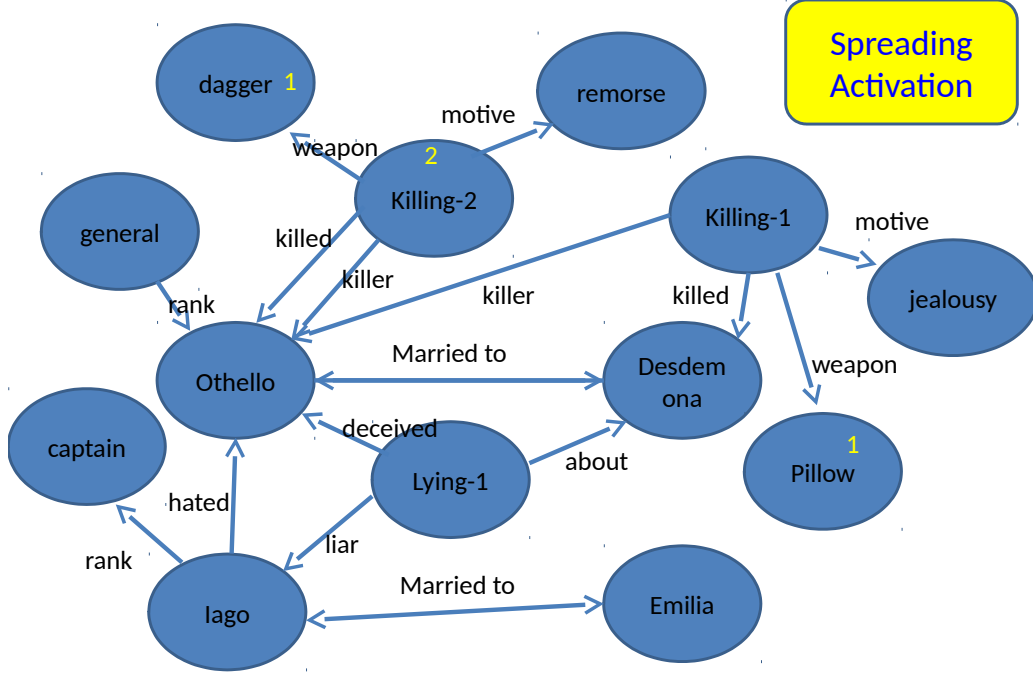 Spreading
Activation
dagger 1
remorse
motive
weapon
2
Killing-2
Killing-1
motive
general
killed
killer
killer
killed
jealousy
rank
Married to
Othello
Desdem
ona
weapon
deceived
captain
1
Pillow
about
Lying-1
hated
liar
rank
Married to
Iago
Emilia